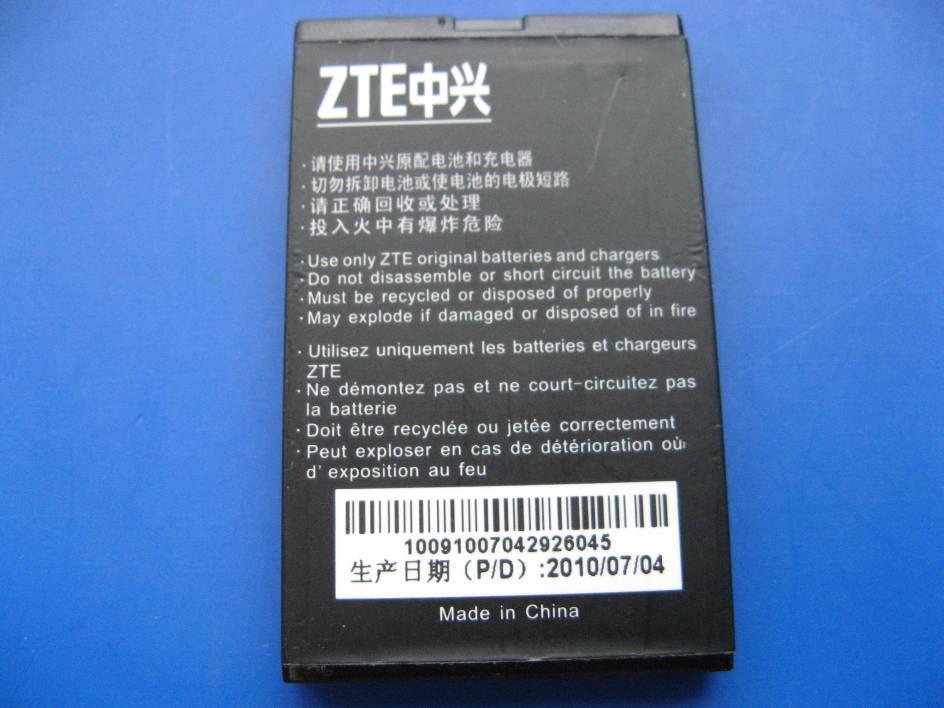 ZTE中兴
·请使用中兴原配电池和充电器
·切勿拆卸电池或使电池的电极短路
·请正确回收或处理
·投入火中有爆炸危险
·Use only ZTE original batteries and chargers
·Do not disassemble or short circuit the battery
·Must be recycled or disposed of properly
·May explode if damaged or disposed of in fire
·Utilisez uniquement les batteries et chargeurs
ZTE
·Ne démontez pas et ne court-circuitez pas
la batterie
·Doit être recyclée ou jetée correctement
·Peut exploser en cas de détérioration où
d' exposition au feu
10091007042926045
生产日期（P/D）:2010/07/04
Made in China